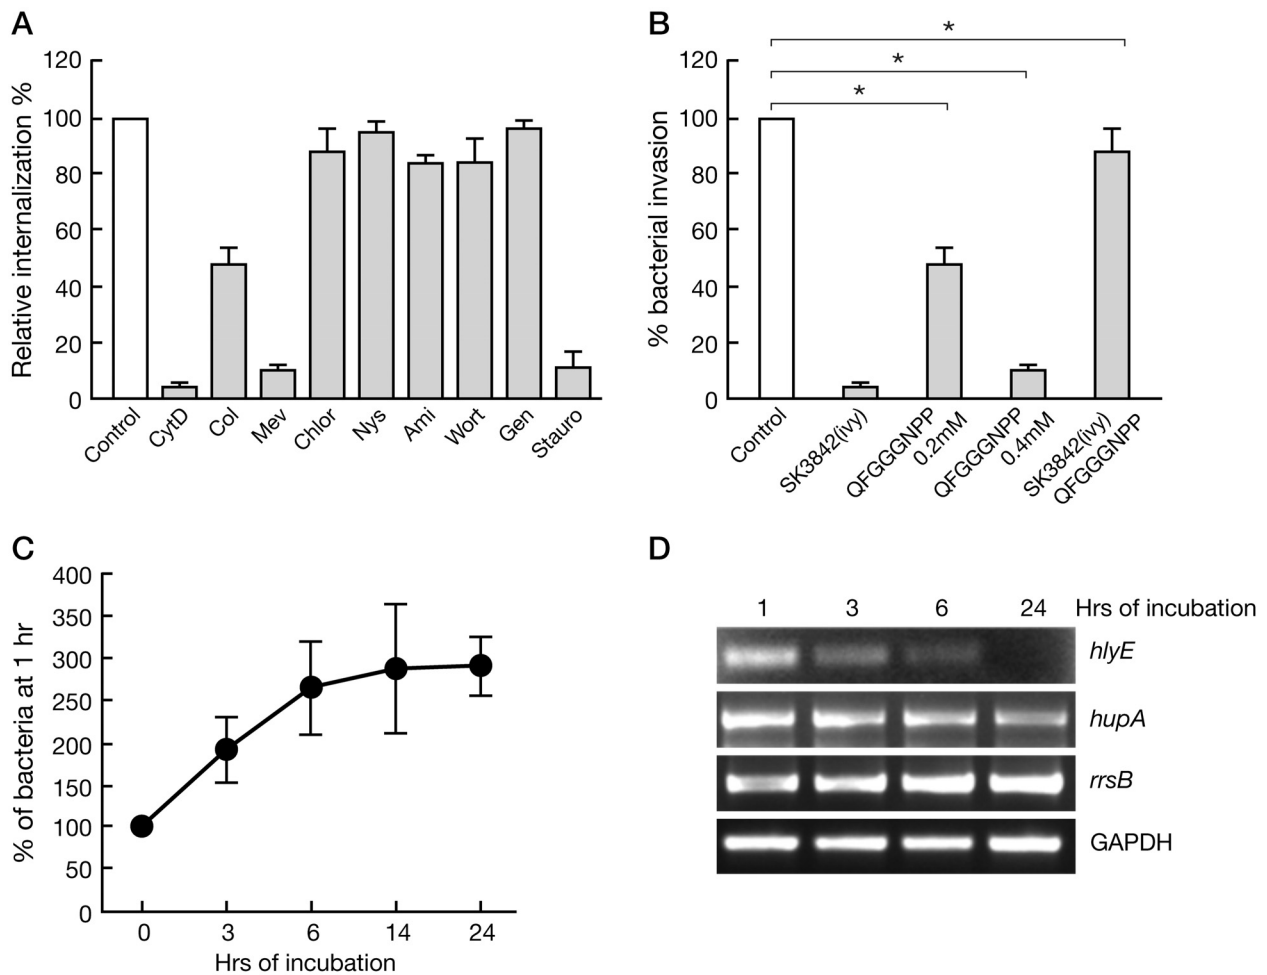 A
Relative internalization %
120
100
80
60
40
20
0
Control
CytD
Col
Mev
Chlor
Nys
Ami
Wort
Gen
Stauro
B
% bacterial invasion
120
100
80
60
40
20
0
*
*
*
Control
SK3842(ivy)
QFGGGNPP
0.2mM
QFGGGNPP
0.4mM
SK3842(ivy)
QFGGGNPP
C
% of bacteria at 1 hr
400
350
300
250
200
150
100
50
0
0 3 6 14 24
Hrs of incubation
D
1 3 6 24 Hrs of incubation
hlyE
hupA
rrsB
GAPDH